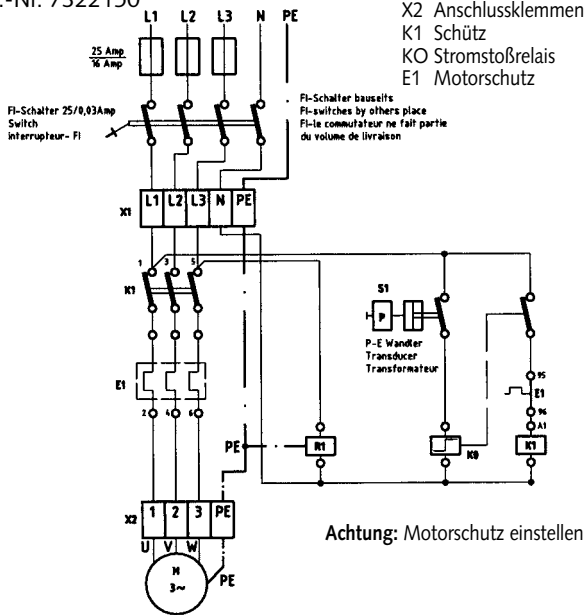 .-Nr. 7322150
X2 Anschlussklemmen
K1 Schütz
KO Stromstoßrelais
E1 Motorschutz
L1 L2 L3 N PE
25 Amp
16 Amp
FI-Schalter 25/0,03Amp
Switch
interrupteur- FI
FI-Schalter bauseits
FI-switches by others place
FI-le commutateur ne fait partie
du volume de livraison
X1 L1 L2 L3 N PE
1 3 5
K1
S1
P
P-E Wandler
Transducer
Transformateur
E1
95
E1
96
A1
2 4 6
PE
R1
K0
K1
X2 1 2 3 PE
U V W
M
3~
PE
Achtung: Motorschutz einstellen